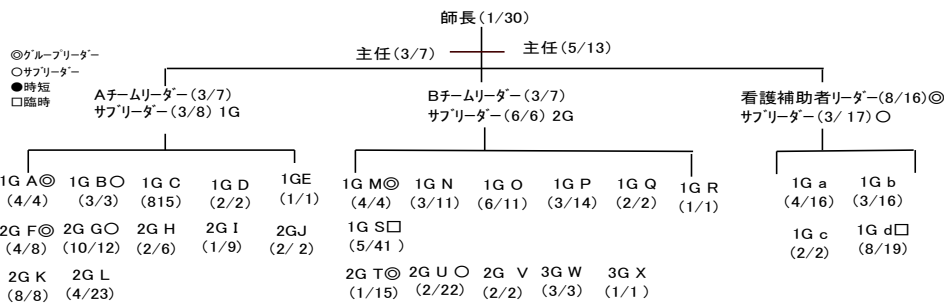 師長(1/30)
主任(3/7) 主任(5/13)
◎グループリーダー
○サブリーダー
●時短
□臨時
Aチームリーダー(3/7)
サブリーダー(3/8) 1G
Bチームリーダー(3/7)
サブリーダー(6/6) 2G
看護補助者リーダー(8/16)◎
サブリーダー(3/ 17)○
1G A◎ 1G B○ 1G C 1G D 1GE
(4/4) (3/3) (815) (2/2) (1/1)
2G F◎ 2G G○ 2G H 2G I 2GJ
(4/8) (10/12) (2/6) (1/9) (2/ 2)
2G K 2G L
(8/8) (4/23)
1G M◎ 1G N 1G O 1G P 1G Q 1G R
(4/4) (3/11) (6/11) (3/14) (2/2) (1/1)
1G S□
(5/41 )
2G T◎ 2G U ○ 2G V 3G W 3G X
(1/15) (2/22) (2/2) (3/3) (1/1 )
1G a 1G b
(4/16) (3/16)
1G c 1G d□
(2/2) (8/19)